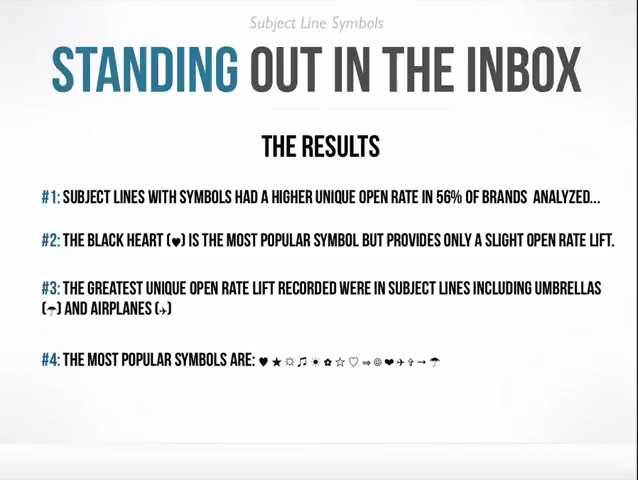 Subject Line Symbols
STANDING OUT IN THE INBOX
THE RESULTS
#1: SUBJECT LINES WITH SYMBOLS HAD A HIGHER UNIQUE OPEN RATE IN 56% OF BRANDS ANALYZED...
#2: THE BLACK HEART (♥) IS THE MOST POPULAR SYMBOL BUT PROVIDES ONLY A SLIGHT OPEN RATE LIFT.
#3: THE GREATEST UNIQUE OPEN RATE LIFT RECORDED WERE IN SUBJECT LINES INCLUDING UMBRELLAS
(☂) AND AIRPLANES (✈)
#4: THE MOST POPULAR SYMBOLS ARE: ♥ ★ ☼ ♫ ☀ ✿ ☆ ♡ ⇒ ☺ ❤ ✈ ✞ → ☂